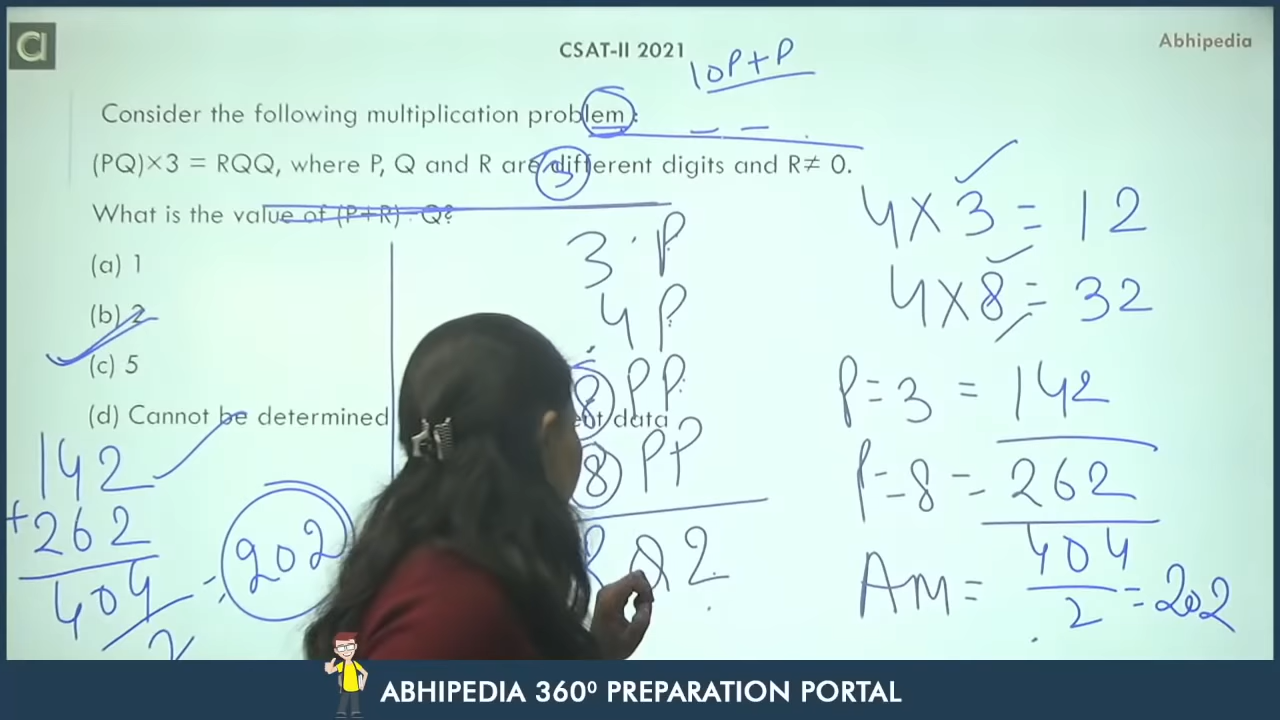 CSAT-II 2021
Abhipedia
10P+P
Consider the following multiplication problem:
(PQ)×3 = RQQ, where P, Q and R are different digits and R≠ 0.
What is the value of (P+R) ÷ Q?
(a) 1
(b) 2
(c) 5
(d) Cannot be determined data
3 P
4 P
8 P P
8 P P
Q 2
4 × 3 = 12
4 × 8 = 32
P = 3 = 142
P = 8 = 262
AM = 404 / 2 = 202
142
+ 262
404 / 2 = 202
ABHIPEDIA 360⁰ PREPARATION PORTAL